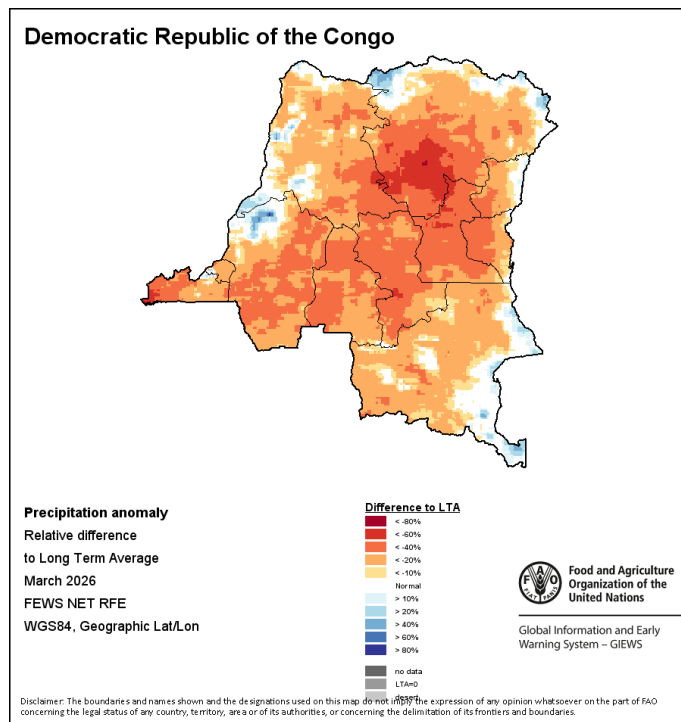 Democratic Republic of the Congo
Precipitation anomaly
Relative difference
to Long Term Average
March 2026
FEWS NET RFE
WGS84, Geographic Lat/Lon
Difference to LTA
< -80%
< -60%
< -40%
< -20%
< -10%
Normal
> 10%
> 20%
> 40%
> 60%
> 80%
no data
LTA=0
desert
F A O
FIAT PANIS
Food and Agriculture
Organization of the
United Nations
Global Information and Early
Warning System – GIEWS
Disclaimer: The boundaries and names shown and the designations used on this map do not imply the expression of any opinion whatsoever on the part of FAO
concerning the legal status of any country, territory, area or of its authorities, or concerning the delimitation of its frontiers and boundaries.